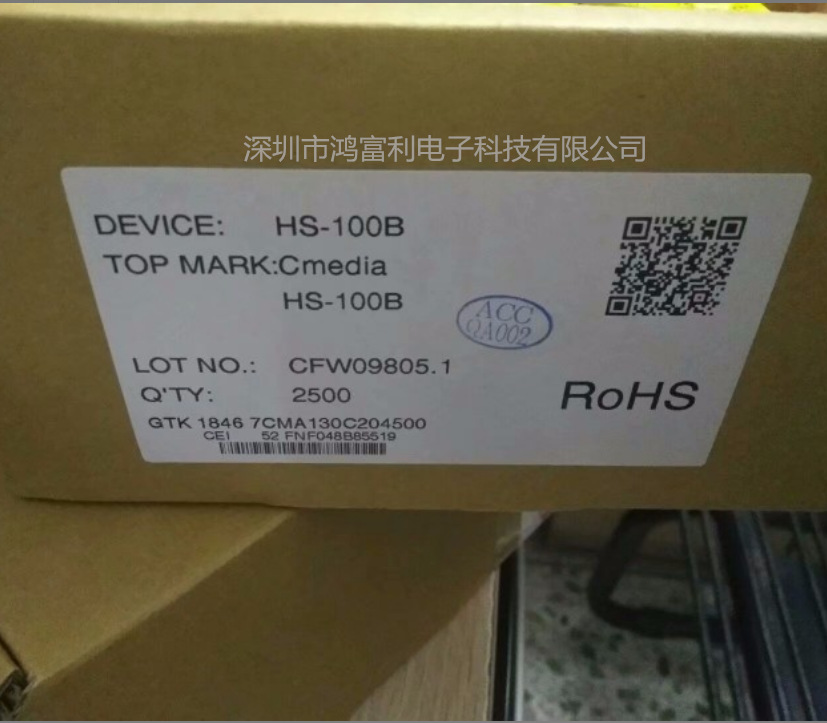 深圳市鸿富利电子科技有限公司
DEVICE: HS-100B
TOP MARK:Cmedia
HS-100B
ACC
QA002
LOT NO.: CFW09805.1
Q'TY: 2500
RoHS
GTK 1846 7CMA130C204500
CEI 52 FNF048B85519